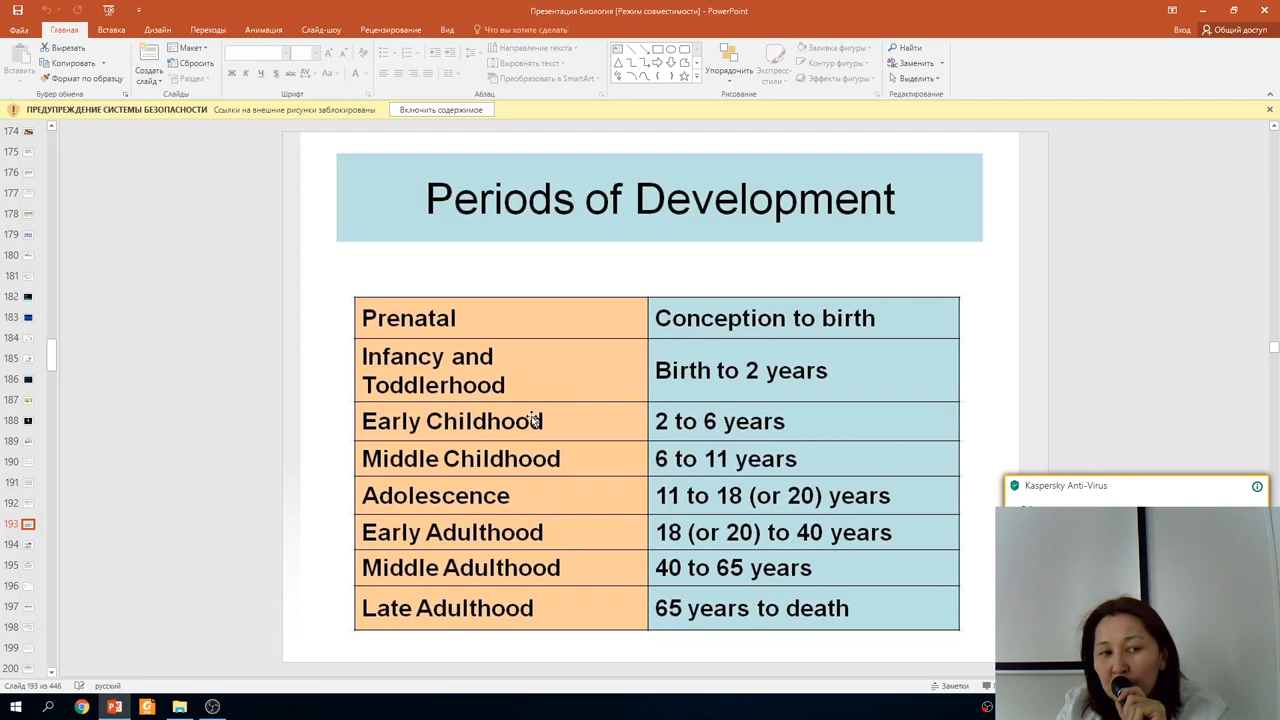 Презентация биология [Режим совместимости] - PowerPoint
Файл Главная Вставка Дизайн Переходы Анимация Слайд-шоу Рецензирование Вид Что вы хотите сделать? Вход Общий доступ
Вставить
Вырезать
Копировать
Формат по образцу
Буфер обмена
Создать слайд
Макет
Сбросить
Раздел
Слайды
Ж К Ч S abc AV Aa A
Шрифт
Направление текста
Выровнять текст
Преобразовать в SmartArt
Абзац
Упорядочить
Экспресс-стили
Заливка фигуры
Контур фигуры
Эффекты фигуры
Рисование
Найти
Заменить
Выделить
Редактирование
ПРЕДУПРЕЖДЕНИЕ СИСТЕМЫ БЕЗОПАСНОСТИ Ссылки на внешние рисунки заблокированы Включить содержимое
174
175
176
177
178
179
180
181
182
183
184
185
186
187
188
189
190
191
192
193
194
195
196
197
198
199
200
Periods of Development
Prenatal Conception to birth
Infancy and
Toddlerhood Birth to 2 years
Early Childhood 2 to 6 years
Middle Childhood 6 to 11 years
Adolescence 11 to 18 (or 20) years
Early Adulthood 18 (or 20) to 40 years
Middle Adulthood 40 to 65 years
Late Adulthood 65 years to death
Kaspersky Anti-Virus
Слайд 193 из 446 русский Заметки